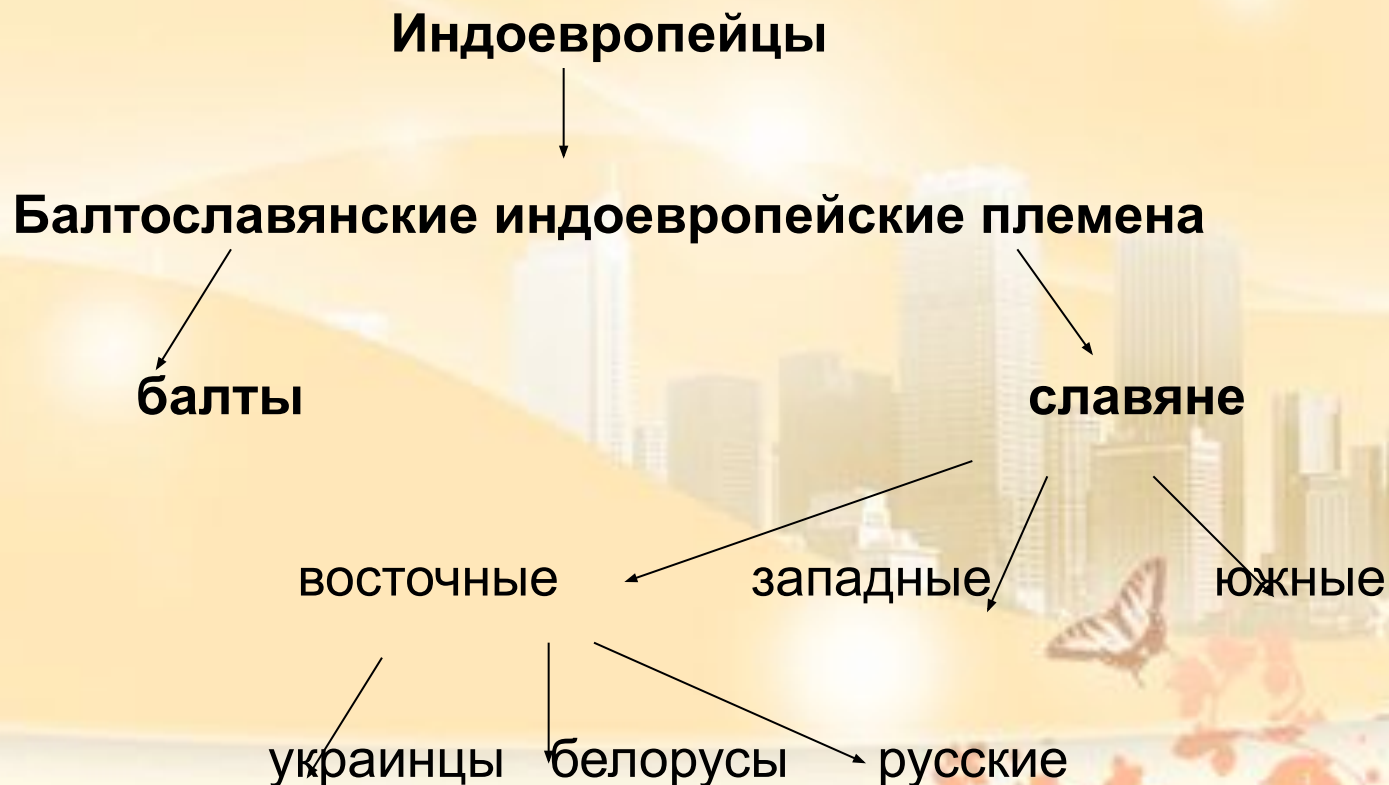 Индоевропейцы
Балтославянские индоевропейские племена
балты славяне
восточные западные южные
украинцы белорусы русские